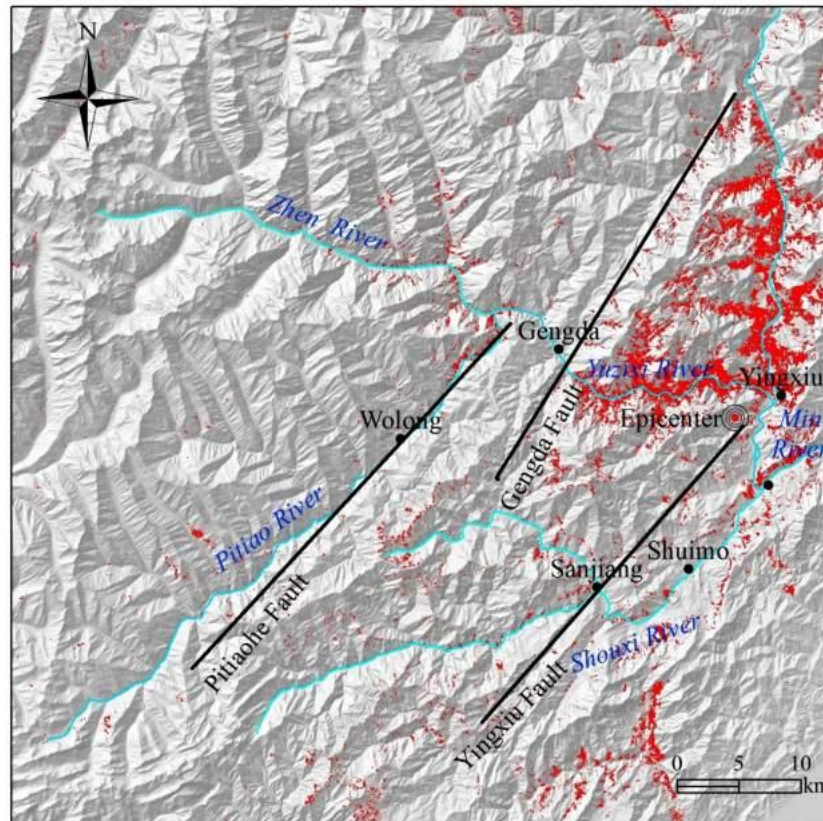 N
Zhen River
Gengda
Yuzixi River
Yingxiu
Wolong
Epicenter
Min
River
Gengda Fault
Pitiao River
Sanjiang
Shuimo
Pitiaohe Fault
Shouxi River
Yingxiu Fault
0 5 10
km